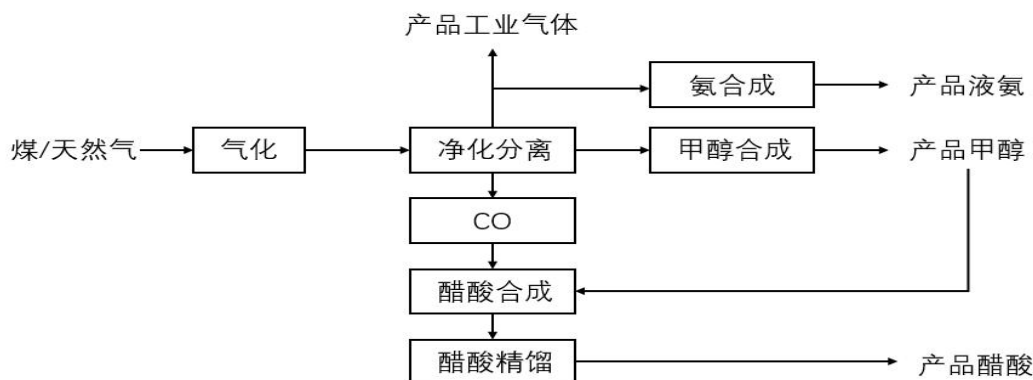 产品工业气体
氨合成
产品液氨
煤/天然气
气化
净化分离
甲醇合成
产品甲醇
CO
醋酸合成
醋酸精馏
产品醋酸